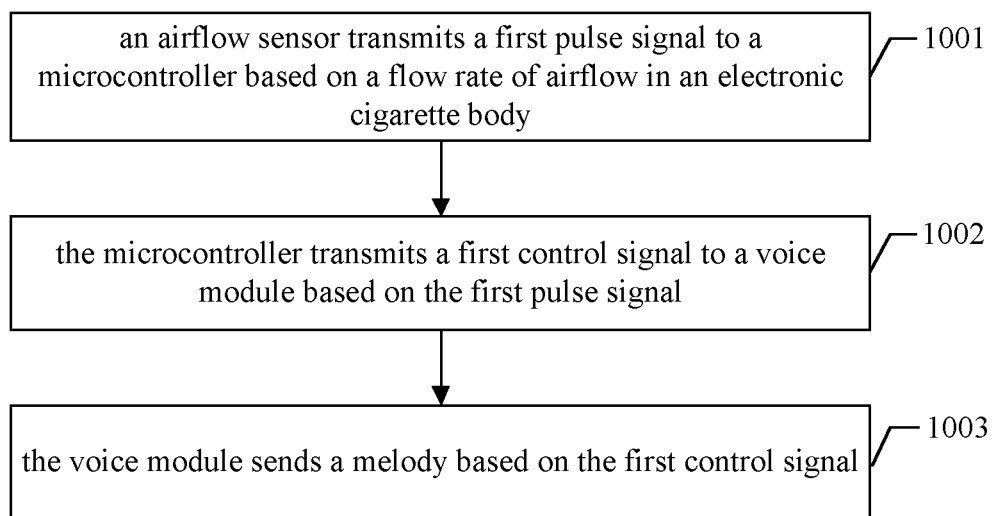 an airflow sensor transmits a first pulse signal to a
microcontroller based on a flow rate of airflow in an electronic
cigarette body
1001
the microcontroller transmits a first control signal to a voice
module based on the first pulse signal
1002
the voice module sends a melody based on the first control signal
1003